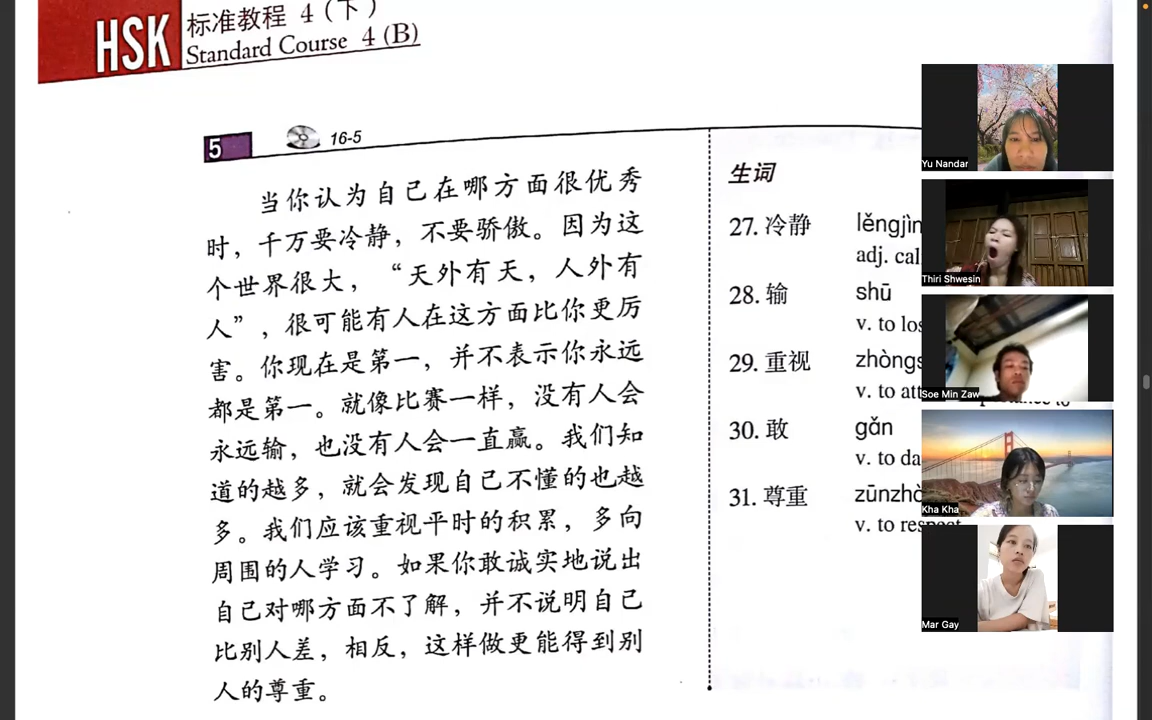 HSK
标准教程 4（下）
Standard Course 4 (B)
5
16-5
当你认为自己在哪方面很优秀
时，千万要冷静，不要骄傲。因为这
个世界很大，“天外有天，人外有
人”，很可能有人在这方面比你更厉
害。你现在是第一，并不表示你永远
都是第一。就像比赛一样，没有人会
永远输，也没有人会一直赢。我们知
道的越多，就会发现自己不懂的也越
多。我们应该重视平时的积累，多向
周围的人学习。如果你敢诚实地说出
自己对哪方面不了解，并不说明自己
比别人差，相反，这样做更能得到别
人的尊重。
生词
27. 冷静 lěngjìn
adj. cal
28. 输 shū
v. to los
29. 重视 zhòngs
v. to att
30. 敢 gǎn
v. to da
31. 尊重 zūnzhò
v. to respect
Yu Nandar
Thiri Shwesin
Soe Min Zaw
Kha Kha
Mar Gay